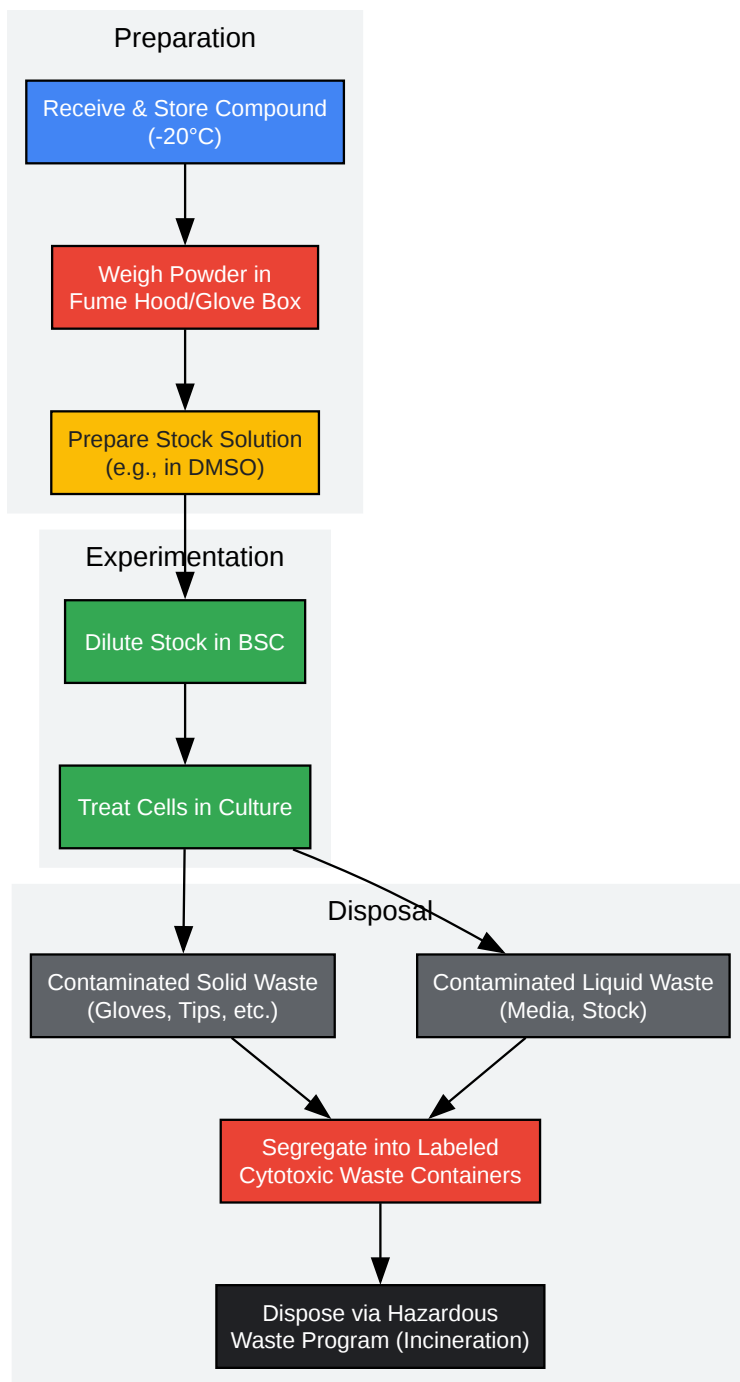 Preparation
Receive & Store Compound
(-20°C)
Weigh Powder in
Fume Hood/Glove Box
Prepare Stock Solution
(e.g., in DMSO)
Experimentation
Dilute Stock in BSC
Treat Cells in Culture
Disposal
Contaminated Solid Waste
(Gloves, Tips, etc.)
Contaminated Liquid Waste
(Media, Stock)
Segregate into Labeled
Cytotoxic Waste Containers
Dispose via Hazardous
Waste Program (Incineration)